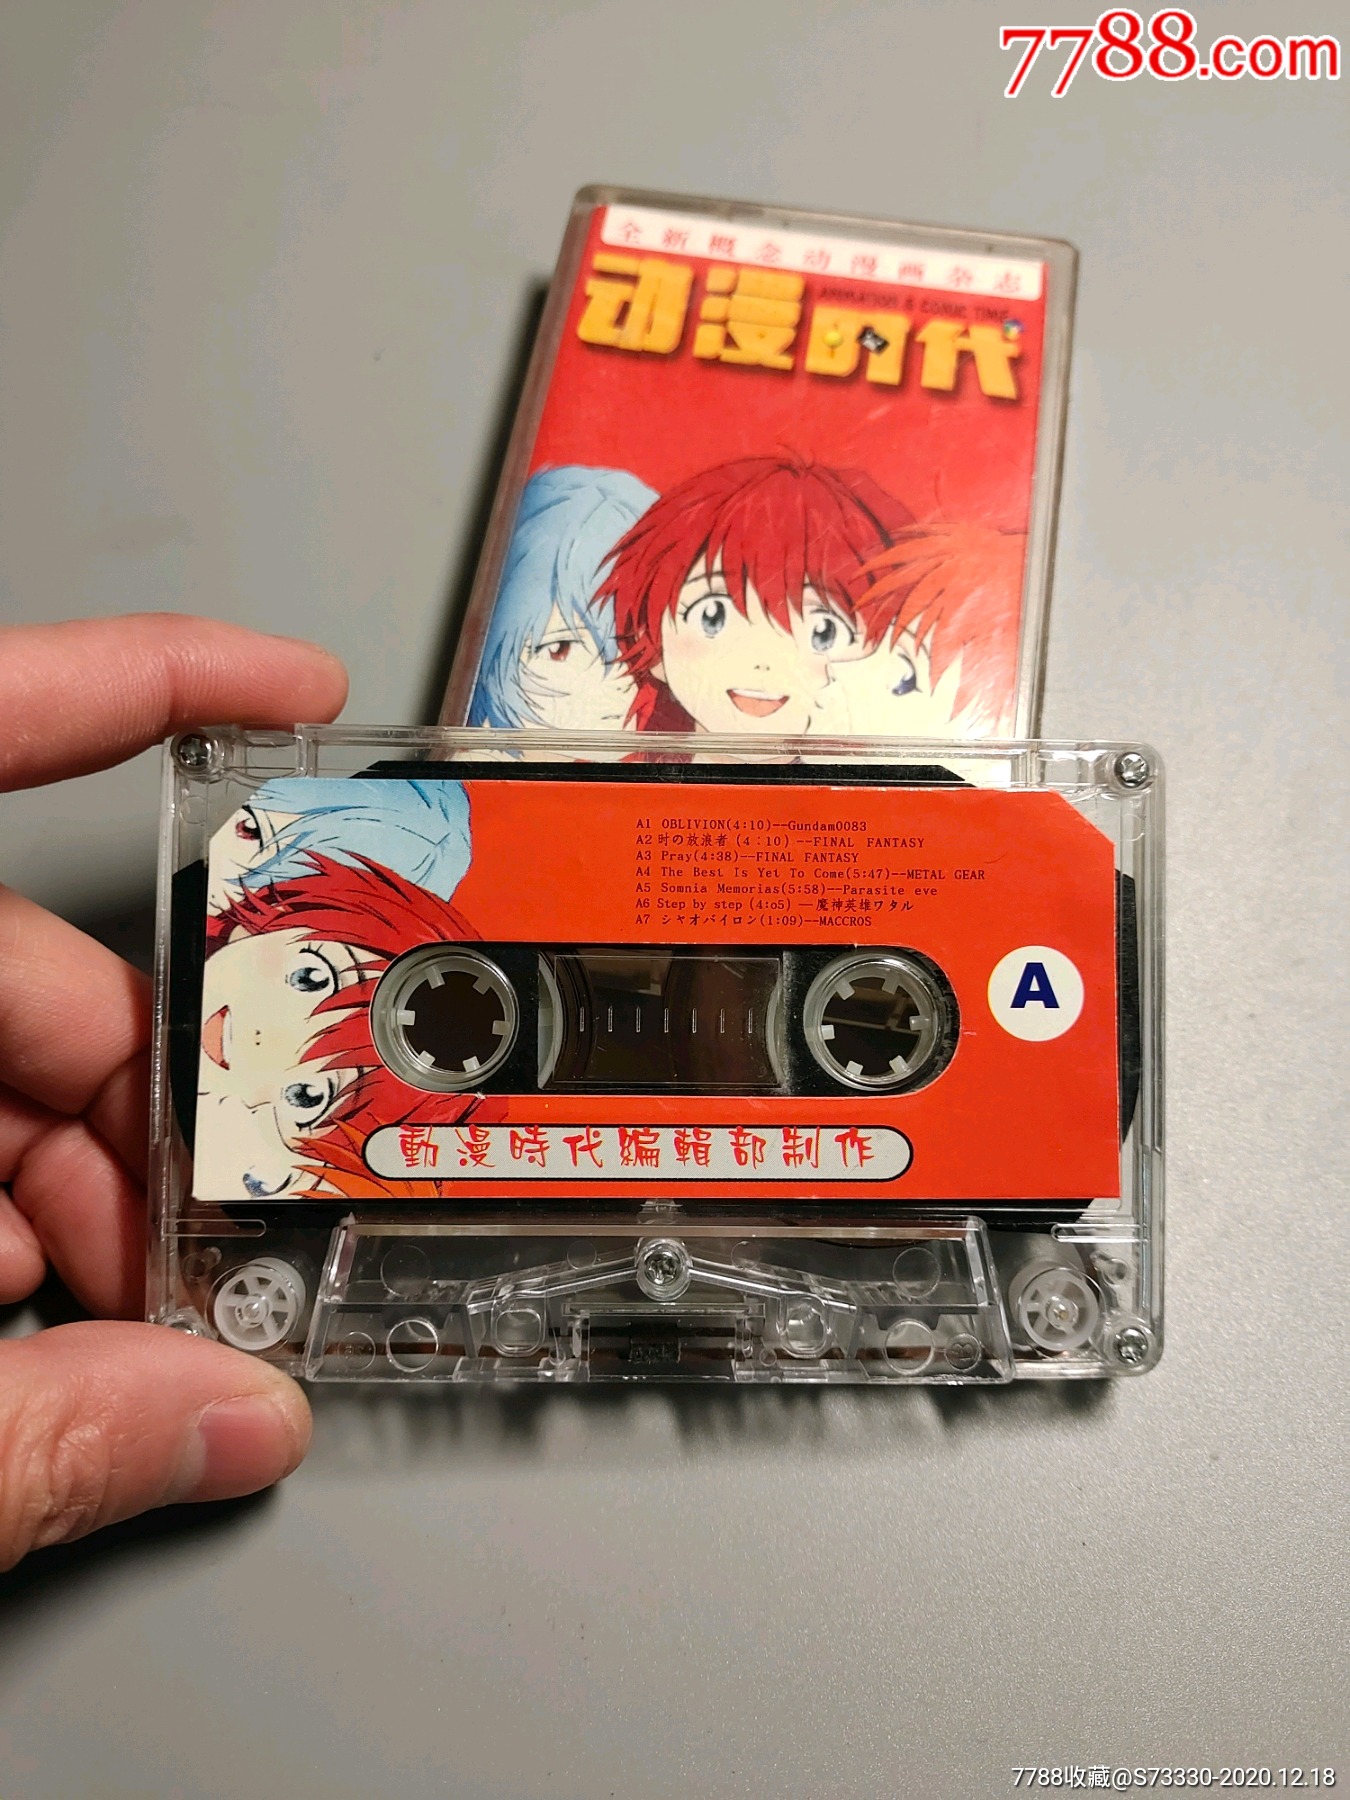 7788.com
全新概念动漫画杂志
动漫时代
ANIMATION & COMIC TIME
A1 OBLIVION(4:10)--Gundam0083
A2 时の放浪者 (4:10) --FINAL FANTASY
A3 Pray(4:38)--FINAL FANTASY
A4 The Best Is Yet To Come(5:47)--METAL GEAR
A5 Somnia Memorias(5:58)--Parasite eve
A6 Step by step (4:o5) —魔神英雄ワタル
A7 シャオパイロン(1:09)--MACCROS
A
動漫時代編輯部制作
7788收藏@S73330-2020.12.18